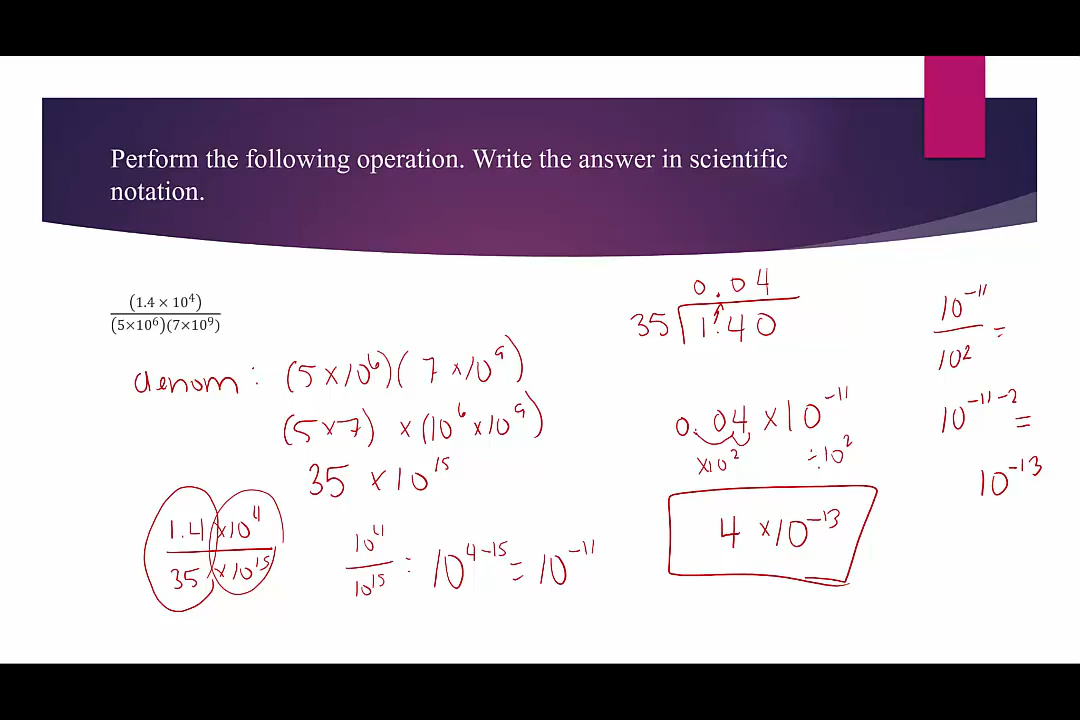 Perform the following operation. Write the answer in scientific
notation.
(1.4 × 10⁴)
(5×10⁶)(7×10⁹)
denom : (5 × 10⁶)( 7 × 10⁹)
(5 × 7) × (10⁶ × 10⁹)
35 × 10¹⁵
1.4 × 10⁴
35 × 10¹⁵
10⁴
10¹⁵
= 10⁴⁻¹⁵ = 10⁻¹¹
0.04
35 1.40
0.04 × 10⁻¹¹
×10² ÷10²
4 × 10⁻¹³
10⁻¹¹
10²
=
10⁻¹¹⁻² =
10⁻¹³